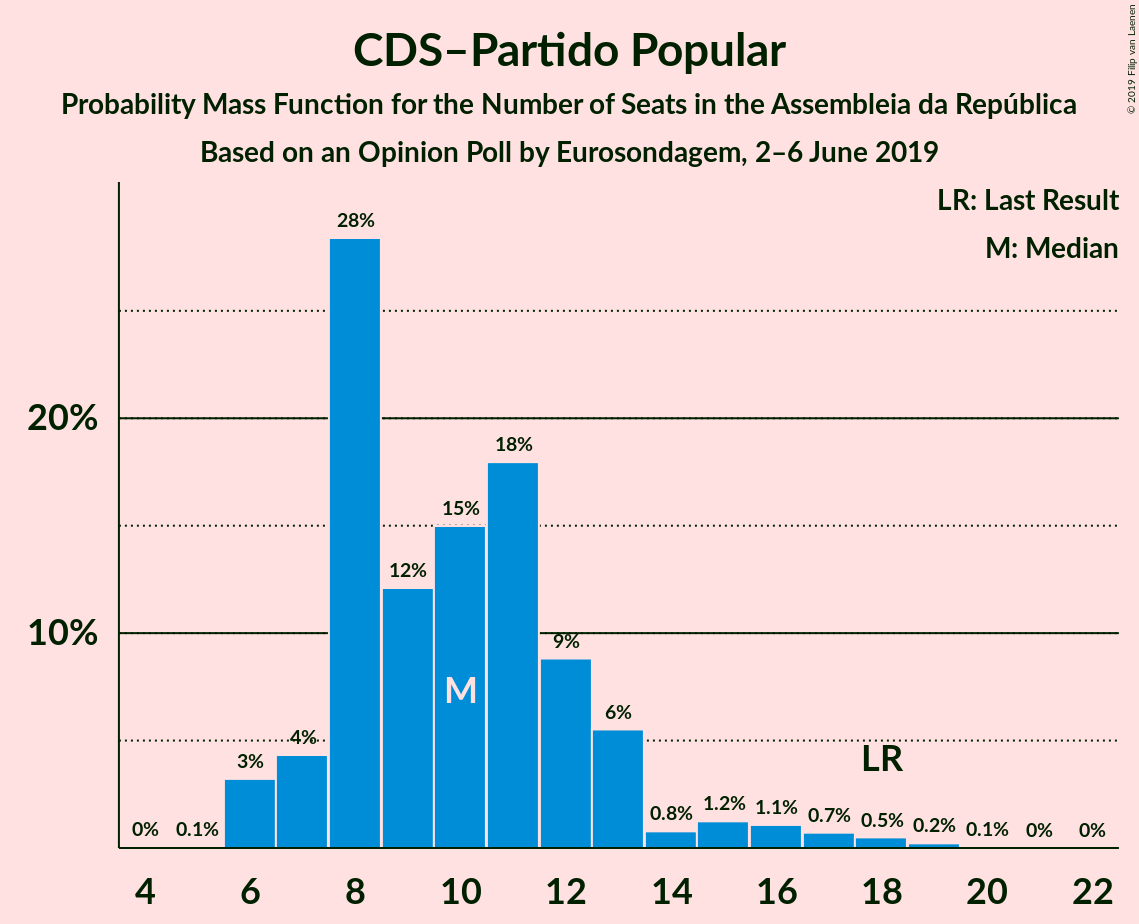 CDS–Partido Popular
Probability Mass Function for the Number of Seats in the Assembleia da República
Based on an Opinion Poll by Eurosondagem, 2–6 June 2019
© 2019 Filip van Laenen
LR: Last Result
M: Median
28%
20%
18%
15%
12%
10%
9%
M
6%
4%
3%
LR
0%
0.1%
0.8%
1.2%
1.1%
0.7%
0.5%
0.2%
0.1%
0%
0%
4 6 8 10 12 14 16 18 20 22